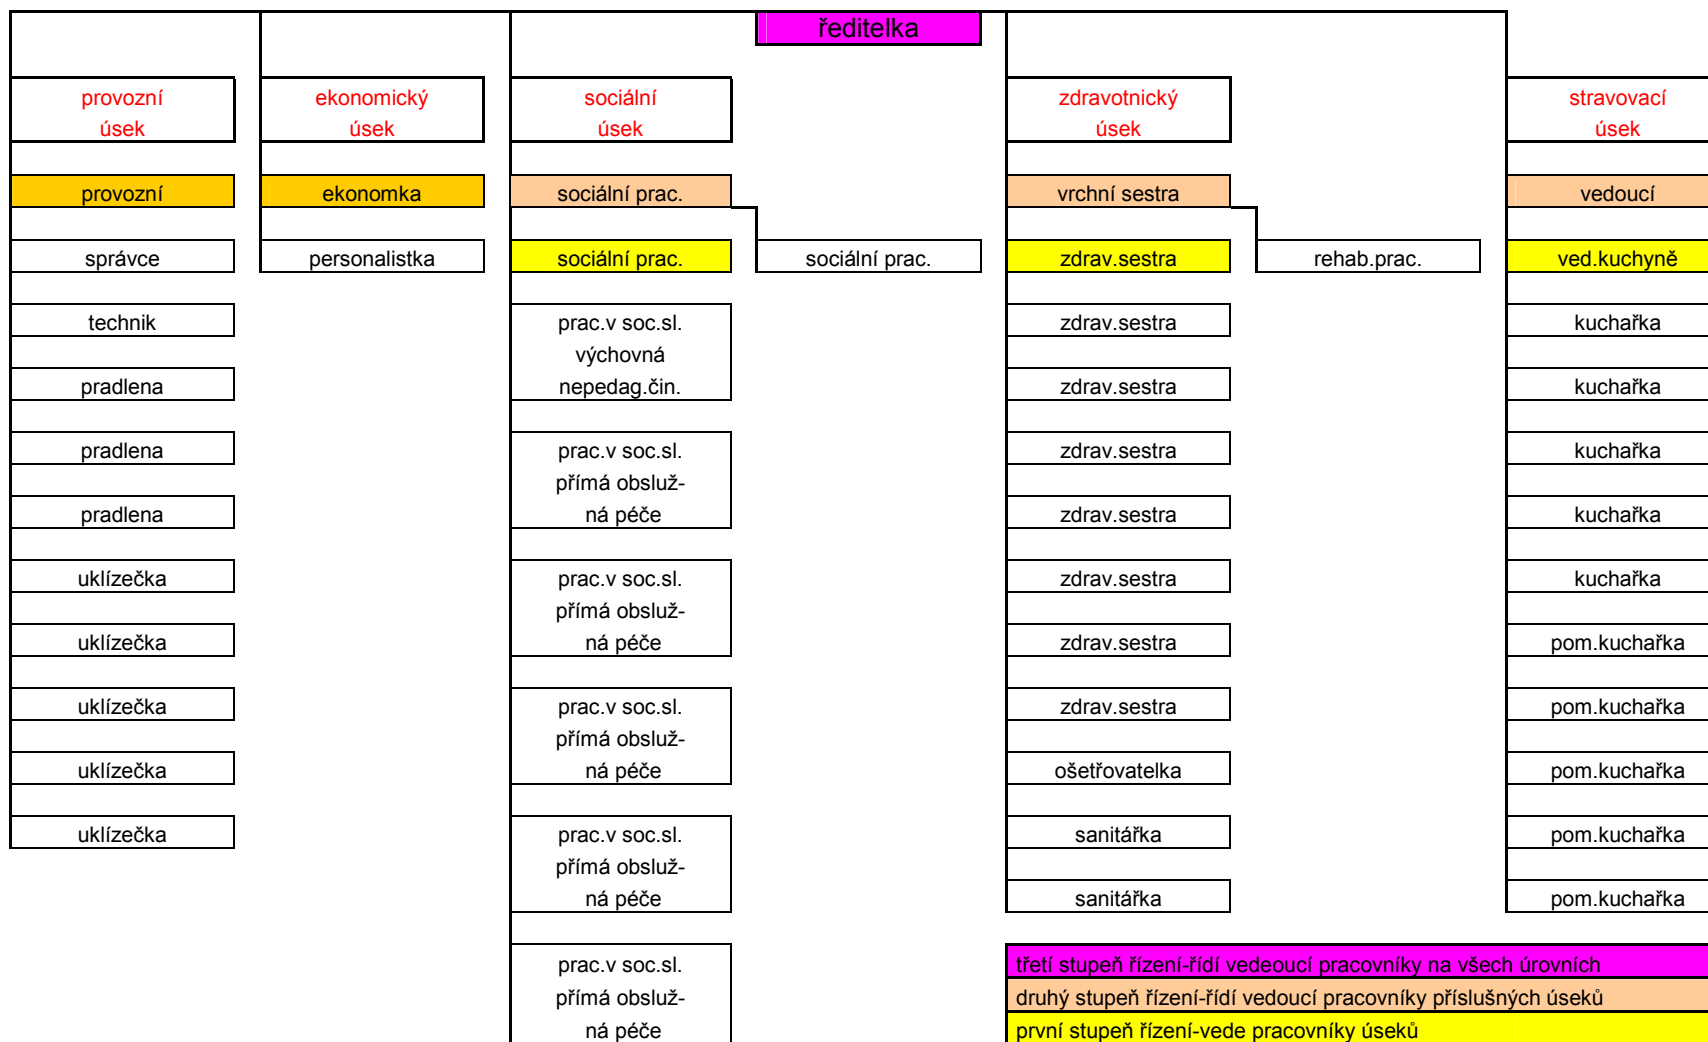 ředitelka
provozní
úsek
ekonomický
úsek
sociální
úsek
zdravotnický
úsek
stravovací
úsek
provozní
ekonomka
sociální prac.
vrchní sestra
vedoucí
správce
personalistka
sociální prac.
sociální prac.
zdrav.sestra
rehab.prac.
ved.kuchyně
technik
pradlena
pradlena
pradlena
uklízečka
uklízečka
uklízečka
uklízečka
uklízečka
prac.v soc.sl.
výchovná
nepedag.čin.
prac.v soc.sl.
přímá obsluž-
ná péče
prac.v soc.sl.
přímá obsluž-
ná péče
prac.v soc.sl.
přímá obsluž-
ná péče
prac.v soc.sl.
přímá obsluž-
ná péče
prac.v soc.sl.
přímá obsluž-
ná péče
zdrav.sestra
zdrav.sestra
zdrav.sestra
zdrav.sestra
zdrav.sestra
zdrav.sestra
zdrav.sestra
ošetřovatelka
sanitářka
sanitářka
kuchařka
kuchařka
kuchařka
kuchařka
kuchařka
pom.kuchařka
pom.kuchařka
pom.kuchařka
pom.kuchařka
pom.kuchařka
třetí stupeň řízení-řídí vedeoucí pracovníky na všech úrovních
druhý stupeň řízení-řídí vedoucí pracovníky příslušných úseků
první stupeň řízení-vede pracovníky úseků